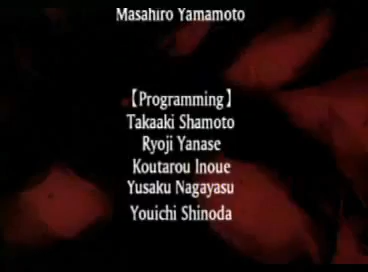 Masahiro Yamamoto
【Programming】
Takaaki Shamoto
Ryoji Yanase
Koutarou Inoue
Yusaku Nagayasu
Youichi Shinoda